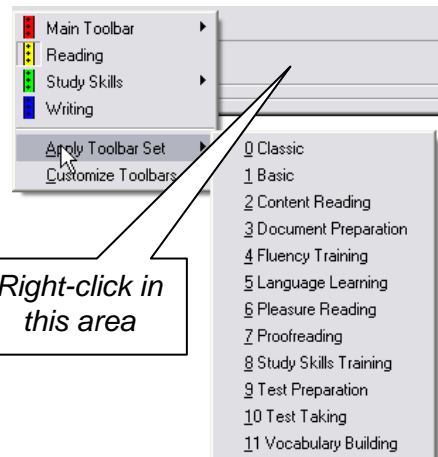 Main Toolbar
Reading
Study Skills
Writing
Apply Toolbar Set
Customize Toolbars
0 Classic
1 Basic
2 Content Reading
3 Document Preparation
4 Fluency Training
5 Language Learning
6 Pleasure Reading
7 Proofreading
8 Study Skills Training
9 Test Preparation
10 Test Taking
11 Vocabulary Building
Right-click in
this area